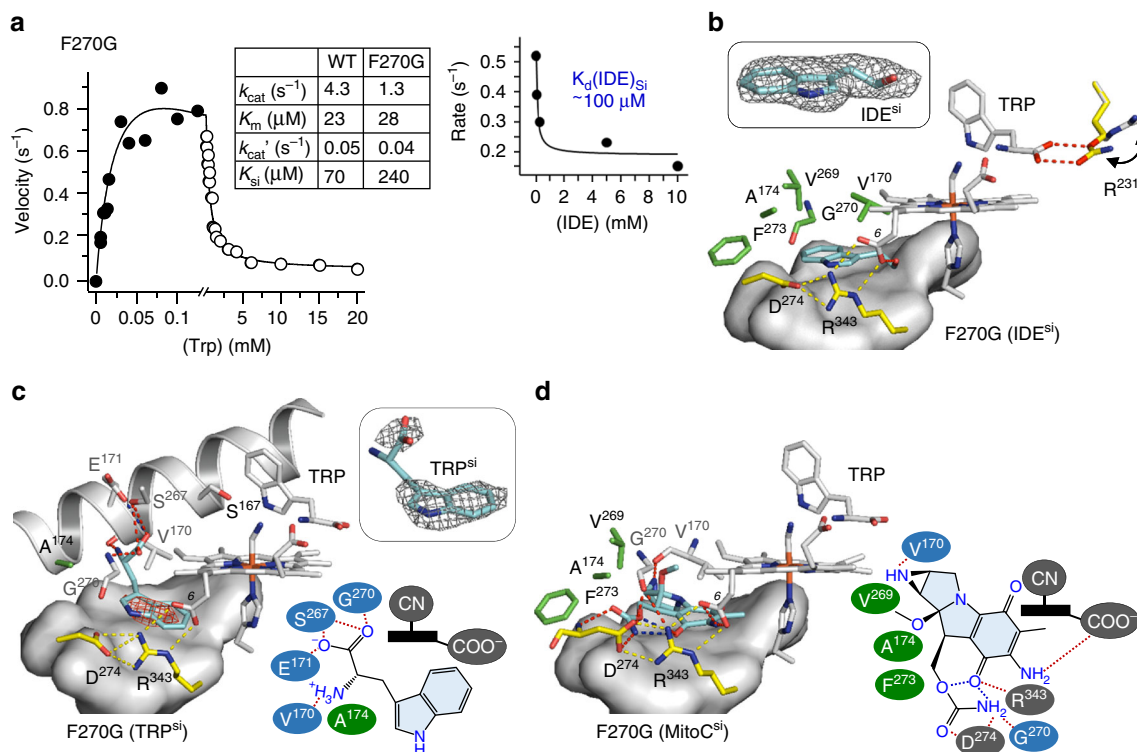 a
F270G
Velocity (s⁻¹)
0.8
0.6
0.4
0.2
0.0
0 0.05 0.1 5 10 15 20
(Trp) (mM)
WT F270G
kcat (s⁻¹) 4.3 1.3
Km (µM) 23 28
kcat' (s⁻¹) 0.05 0.04
Ksi (µM) 70 240
Rate (s⁻¹)
0.5
0.4
0.3
0.2
0 2 4 6 8 10
(IDE) (mM)
Kd(IDE)Si
~100 µM
b
IDEsi
TRP
R231
V269
V170
A174
G270
F273
6
D274
R343
F270G (IDEsi)
c
E171
S267
S167
TRP
TRPsi
A174
V170
G270
6
D274
R343
F270G (TRPsi)
G270
S267
CN
O
O
−
COO⁻
E171
⁺H₃N
V170
A174
N
H
d
TRP
V269
G270
V170
A174
F273
6
D274
R343
F270G (MitoCsi)
V170
HN
O
CN
V269
N
COO⁻
O
A174
NH₂
F273
O
O
R343
NH₂
O
D274
G270